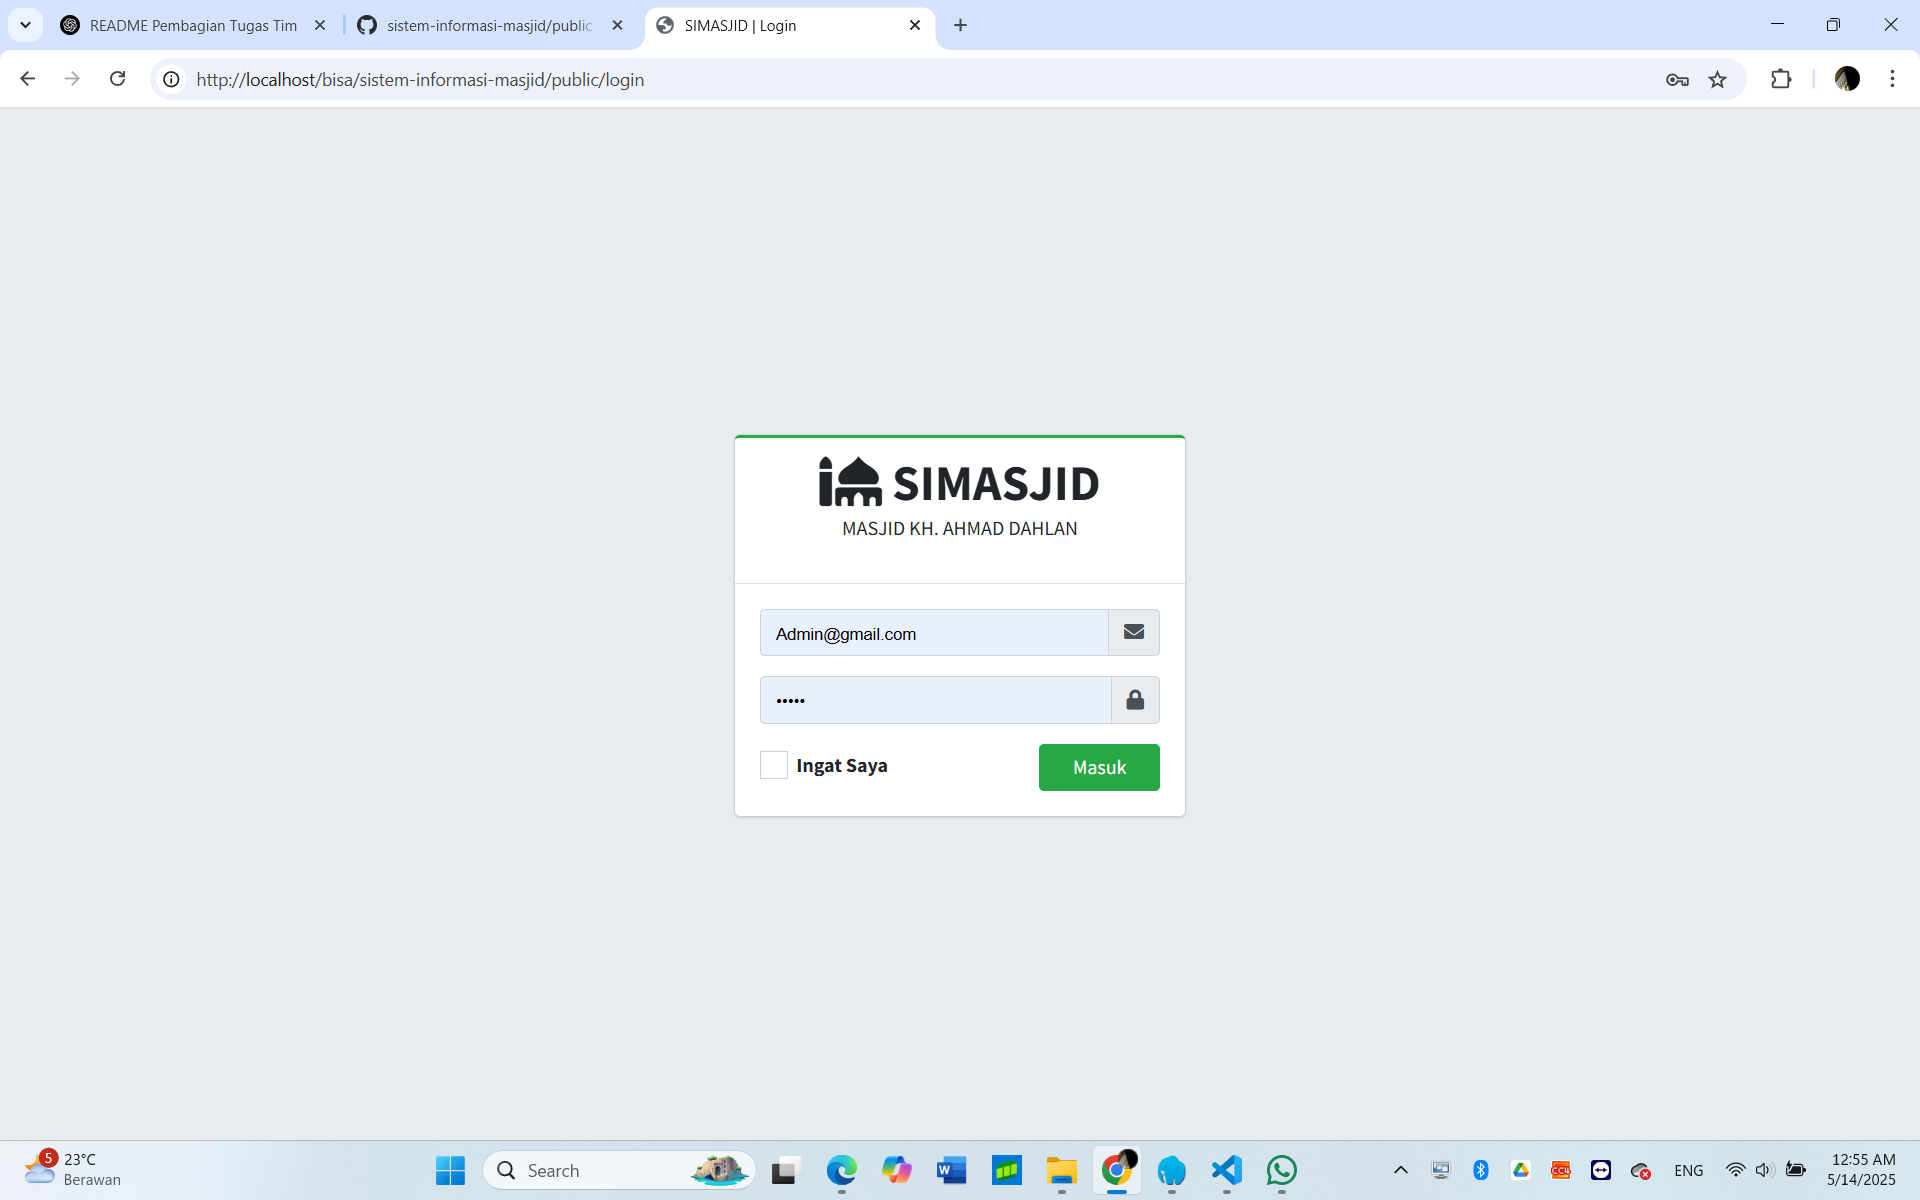 README Pembagian Tugas Tim
sistem-informasi-masjid/public
SIMASJID | Login
http://localhost/bisa/sistem-informasi-masjid/public/login
SIMASJID
MASJID KH. AHMAD DAHLAN
Admin@gmail.com
•••••
Ingat Saya
Masuk
5
23°C
Berawan
Search
ENG
12:55 AM
5/14/2025